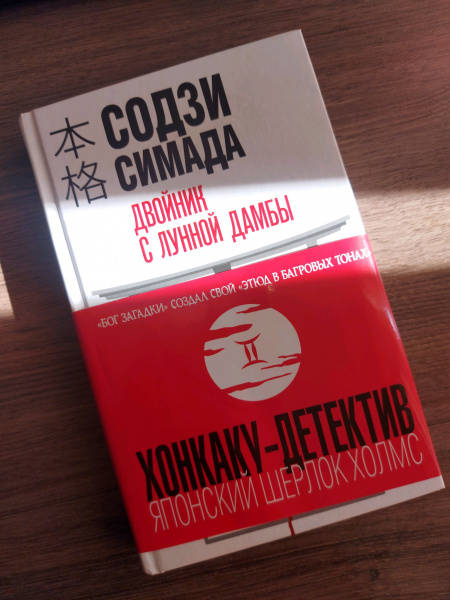 本格
СОДЗИ
СИМАДА
ДВОЙНИК
С ЛУННОЙ ДАМБЫ
«БОГ ЗАГАДКИ» СОЗДАЛ СВОЙ «ЭТЮД В БАГРОВЫХ ТОНАХ»
ХОНКАКУ-ДЕТЕКТИВ
ЯПОНСКИЙ ШЕРЛОК ХОЛМС